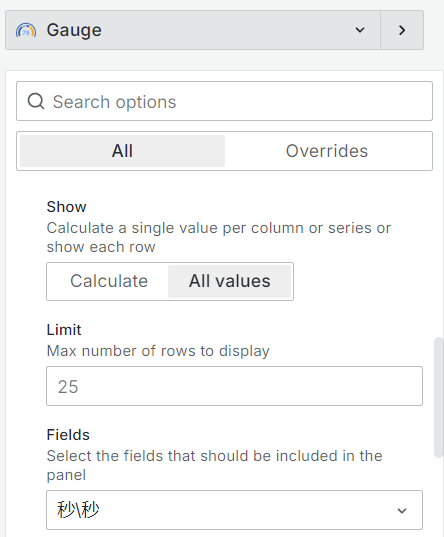 Gauge
Search options
All
Overrides
Show
Calculate a single value per column or series or
show each row
Calculate
All values
Limit
Max number of rows to display
25
Fields
Select the fields that should be included in the
panel
秒\秒